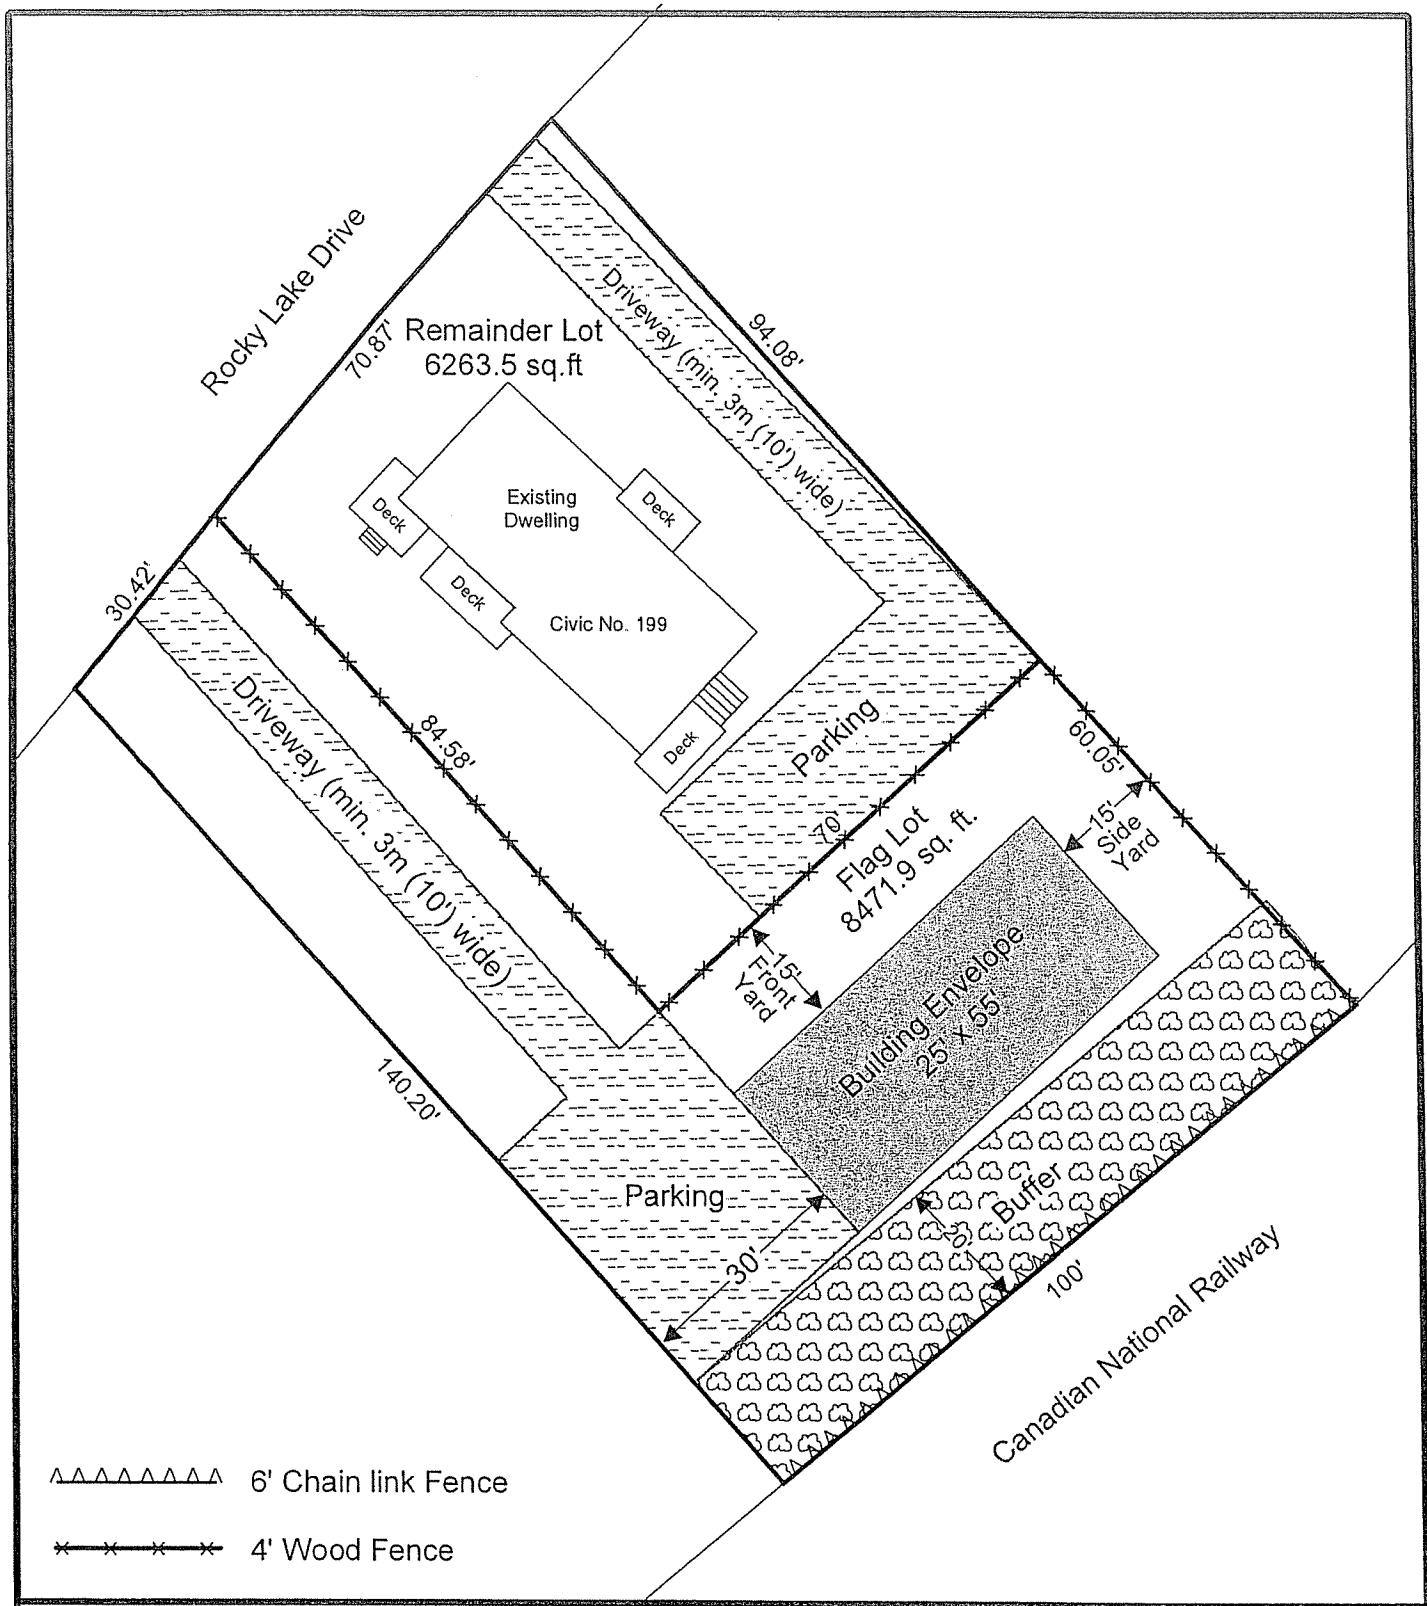 Rocky Lake Drive
70.87'
Remainder Lot
6263.5 sq.ft
94.08'
Driveway (min. 3m (10') wide)
Existing
Dwelling
Deck
Deck
Deck
Civic No. 199
Deck
30.42'
84.58'
Driveway (min. 3m (10') wide)
Parking
60.05'
70'
Flag Lot
8471.9 sq. ft.
15'
Side
Yard
15'
Front
Yard
Building Envelope
25' x 55'
140.20'
Parking
30'
Buffer
20'
100'
Canadian National Railway
6' Chain link Fence
4' Wood Fence